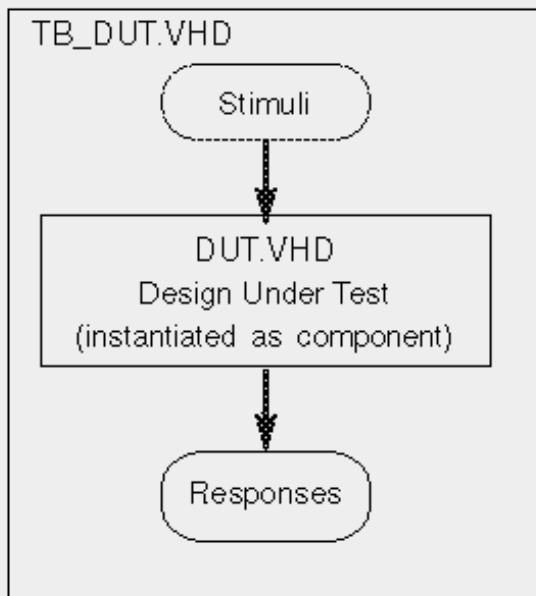 TB_DUT.VHD
Stimuli
DUT.VHD
Design Under Test
(instantiated as component)
Responses